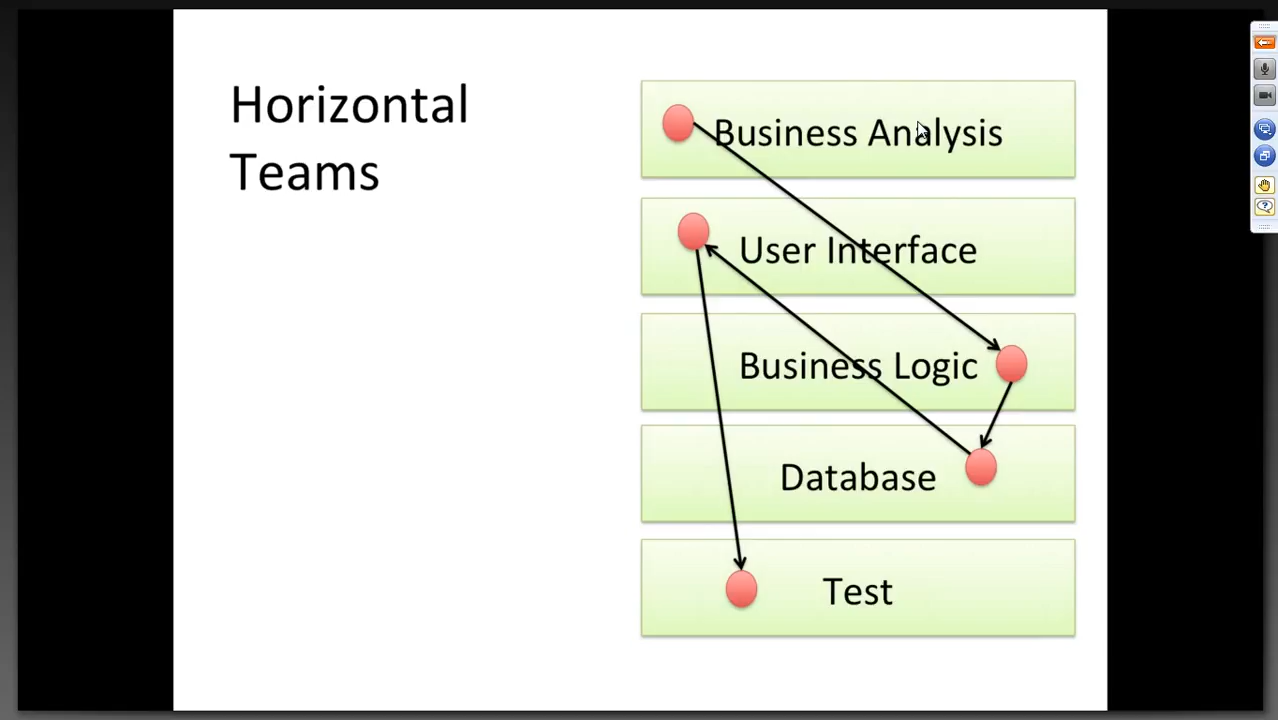 Horizontal
Teams
Business Analysis
User Interface
Business Logic
Database
Test